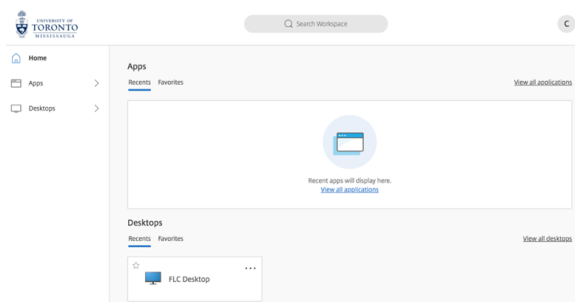 UNIVERSITY OF
TORONTO
MISSISSAUGA
Search Workspace
C
Home
Apps
Desktops
Apps
Recents Favorites
View all applications
Recent apps will display here.
View all applications
Desktops
Recents Favorites
View all desktops
FLC Desktop